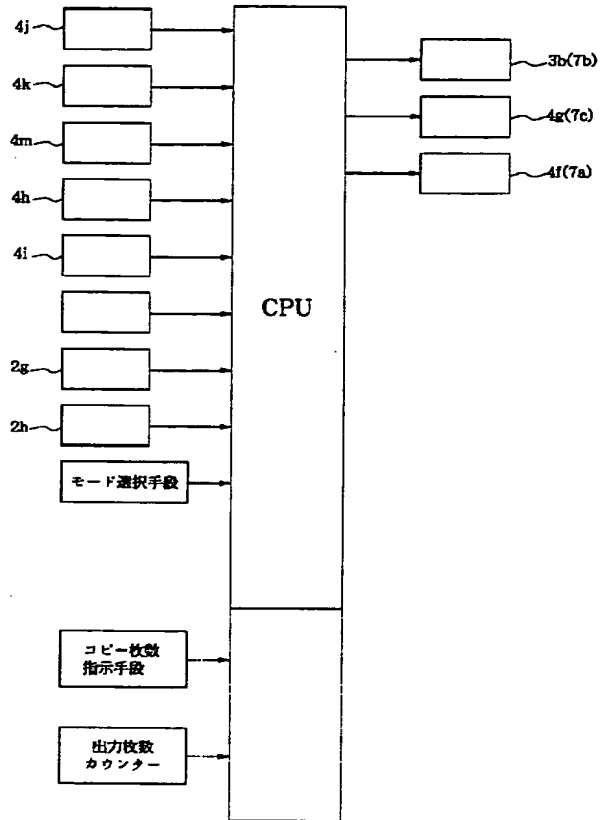 4j
3b(7b)
4k
4g(7c)
4m
4f(7a)
4h
4i
CPU
2g
2h
モード選択手段
コピー枚数
指示手段
出力枚数
カウンター